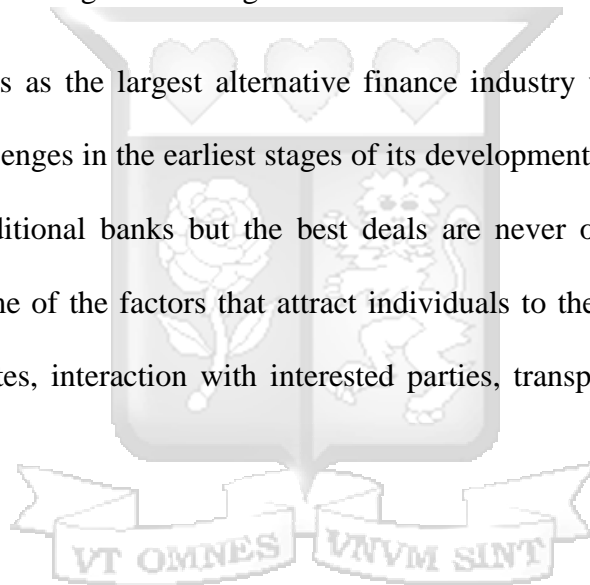 s as the largest alternative finance industry
enges in the earliest stages of its development
ditional banks but the best deals are never
ne of the factors that attract individuals to the
tes, interaction with interested parties, transp
VT OMNES VNVM SINT